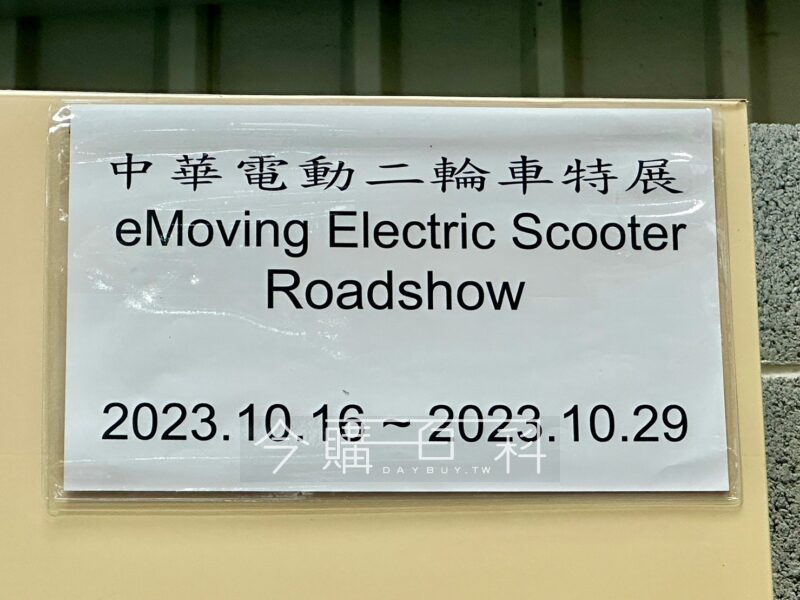 中華電動二輪車特展
eMoving Electric Scooter
Roadshow
2023.10.16 ~ 2023.10.29
今購百科
DAYBUY.TW